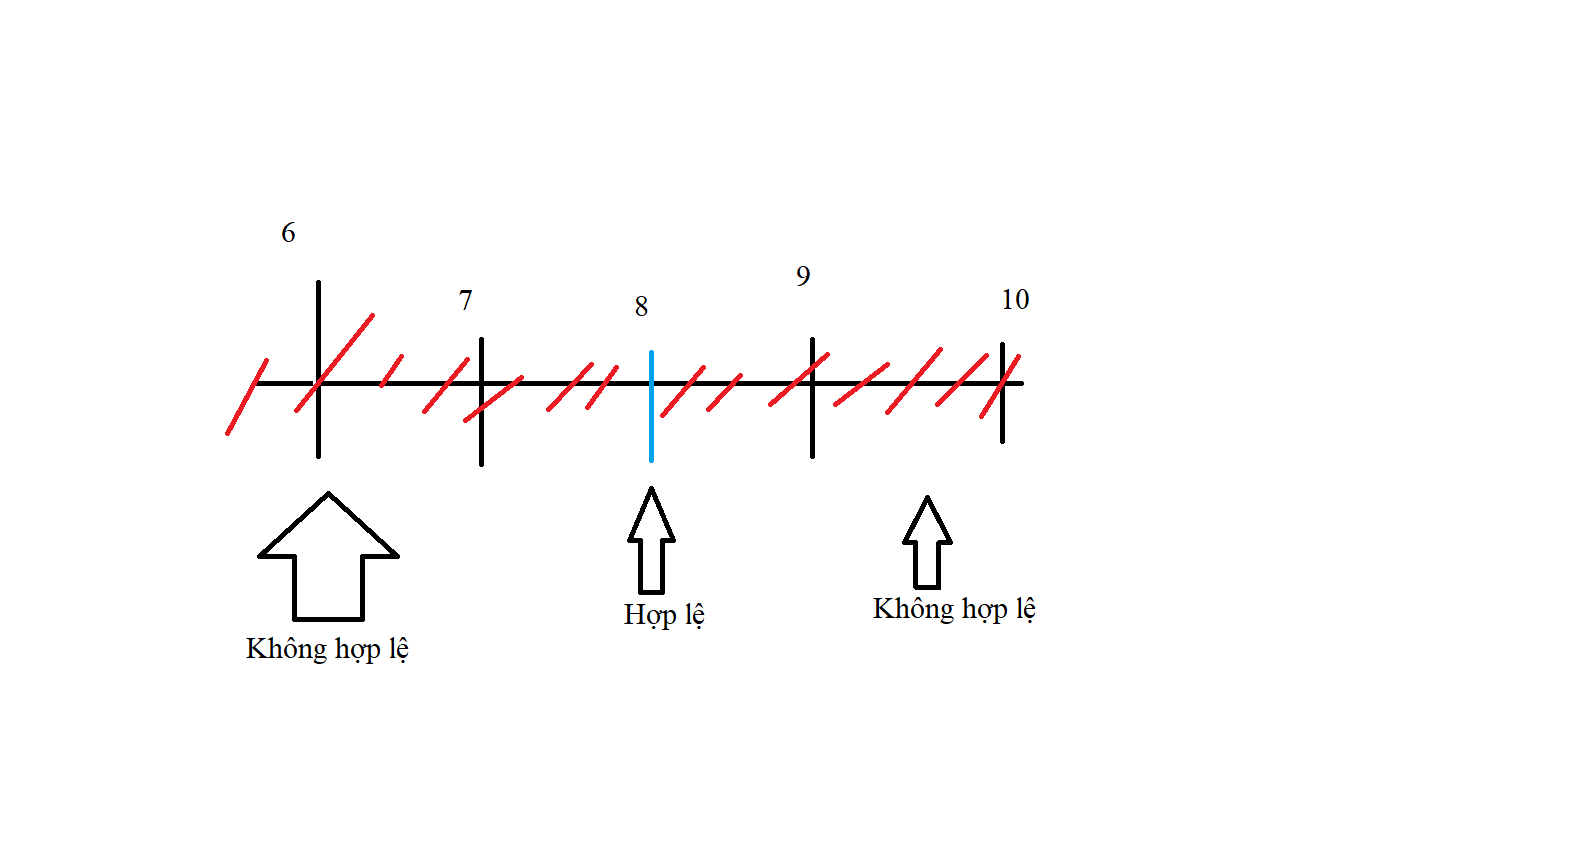 6
7
8
9
10
Không hợp lệ
Hợp lệ
Không hợp lệ